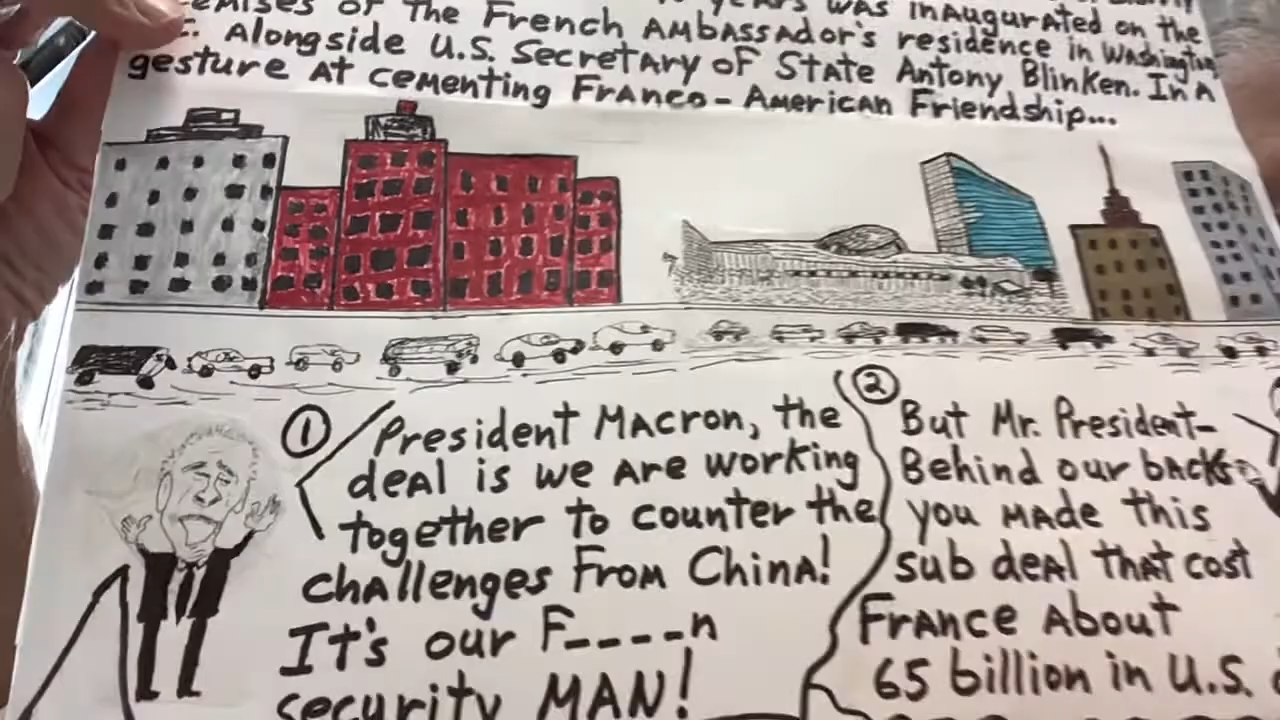 of the French Ambassador's residence in Washington
Alongside U.S. Secretary of State Antony Blinken. In A
gesture at cementing Franco-American Friendship...
①
President Macron, the
deal is we are working
together to counter the
challenges From China!
It's our F----n
security MAN!
②
But Mr. President-
Behind our backs
you made this
sub deal that cost
France About
65 billion in U.S.